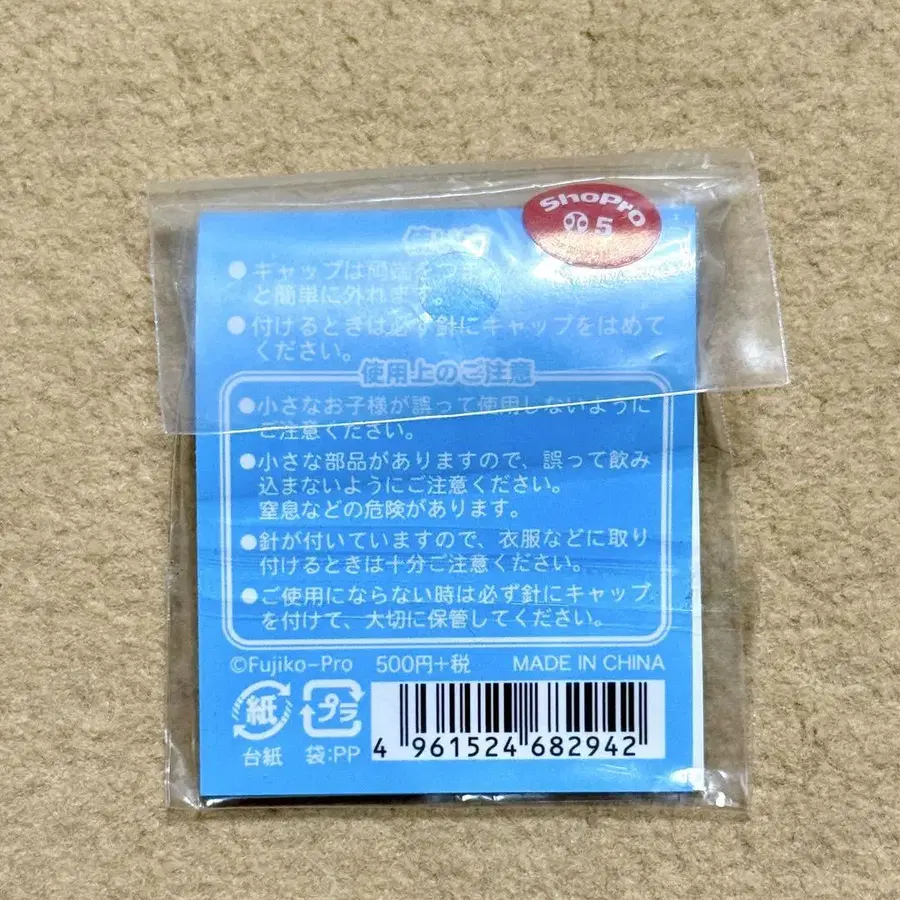 ShoPro
5
●キャップは両端をつま
と簡単に外れます。
●付けるときは必ず針にキャップをはめて
ください。
使用上のご注意
●小さなお子様が誤って使用しないように
ご注意ください。
●小さな部品がありますので、誤って飲み
込まないようにご注意ください。
窒息などの危険があります。
●針が付いていますので、衣服などに取り
付けるときは十分ご注意ください。
●ご使用にならない時は必ず針にキャップ
を付けて、大切に保管してください。
©Fujiko-Pro 500円+税 MADE IN CHINA
紙 プラ
台紙 袋:PP
4 961524 682942